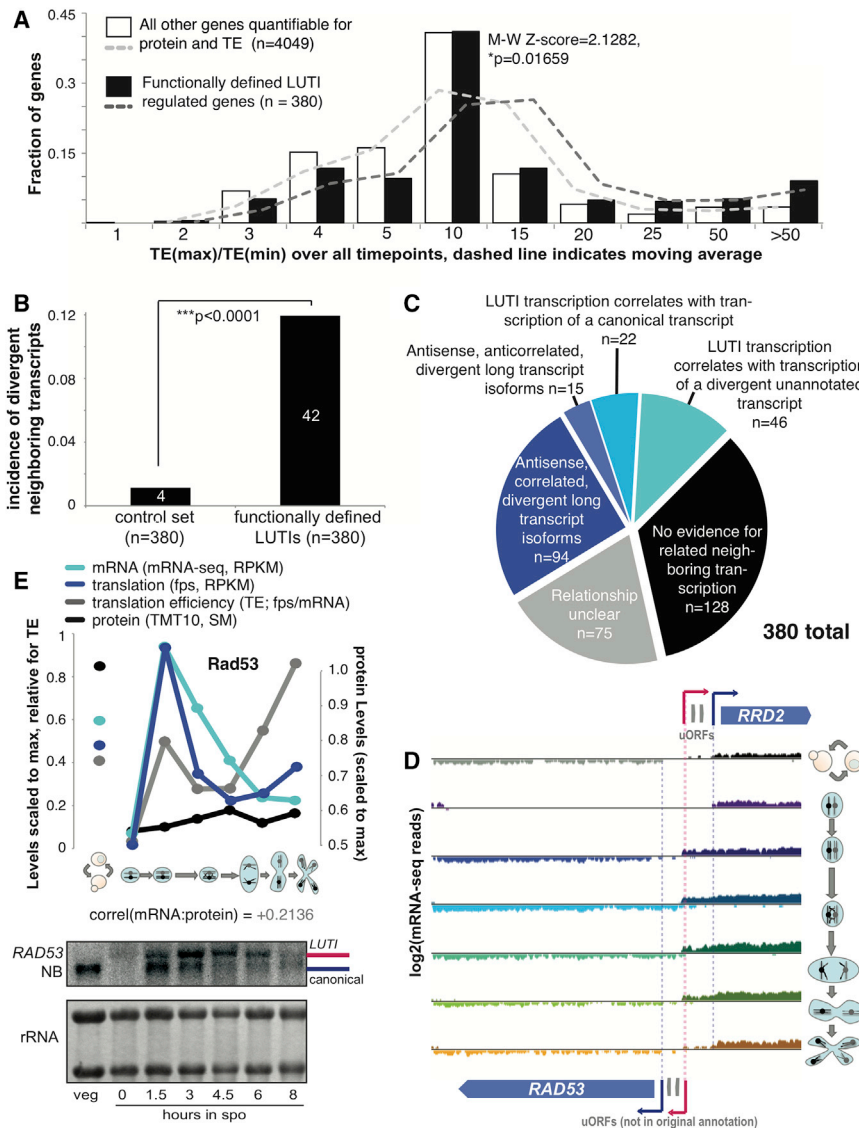 A
0.45
0.3
0.15
0
Fraction of genes
All other genes quantifiable for
protein and TE (n=4049)
Functionally defined LUTI
regulated genes (n = 380)
M-W Z-score=2.1282,
*p=0.01659
1 2 3 4 5 10 15 20 25 50 >50
TE(max)/TE(min) over all timepoints, dashed line indicates moving average
B
***p<0.0001
0.12
0.08
0.04
0
incidence of divergent
neighboring transcripts
4
42
control set
(n=380)
functionally defined
LUTIs (n=380)
C
LUTI transcription correlates with tran-
scription of a canonical transcript
n=22
Antisense, anticorrelated,
divergent long transcript
isoforms n=15
LUTI transcription
correlates with transcription
of a divergent unannotated
transcript
n=46
Antisense,
correlated,
divergent long
transcript
isoforms
n=94
No evidence for
related neigh-
boring tran-
scription
n=128
Relationship
unclear
n=75
380 total
E
mRNA (mRNA-seq, RPKM)
translation (fps, RPKM)
translation efficiency (TE; fps/mRNA)
protein (TMT10, SM)
Rad53
Levels scaled to max, relative for TE
1
0.8
0.6
0.4
0.2
0
1.0
0.9
0.8
0.7
0.6
0.5
protein Levels (scaled
to max)
correl(mRNA:protein) = +0.2136
RAD53
NB
LUTI
canonical
rRNA
veg 0 1.5 3 4.5 6 8
hours in spo
D
uORFs
RRD2
log2(mRNA-seq reads)
RAD53
uORFs (not in original annotation)